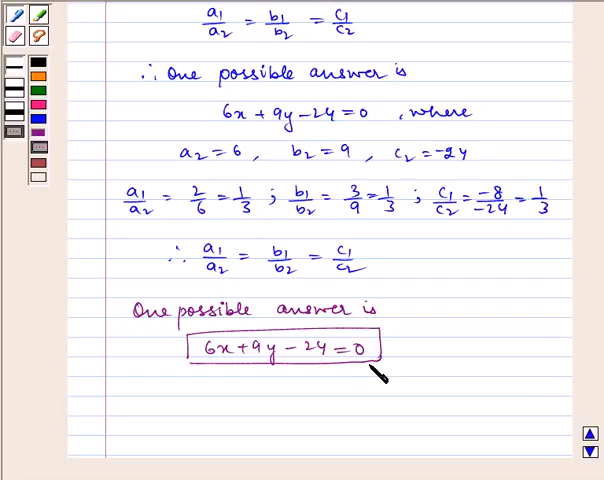 a1/a2 = b1/b2 = c1/c2
∴ One possible answer is
6x + 9y - 24 = 0 , where
a2 = 6 , b2 = 9 , c2 = -24
a1/a2 = 2/6 = 1/3 ; b1/b2 = 3/9 = 1/3 ; c1/c2 = -8/-24 = 1/3
∴ a1/a2 = b1/b2 = c1/c2
One possible answer is
6x + 9y - 24 = 0